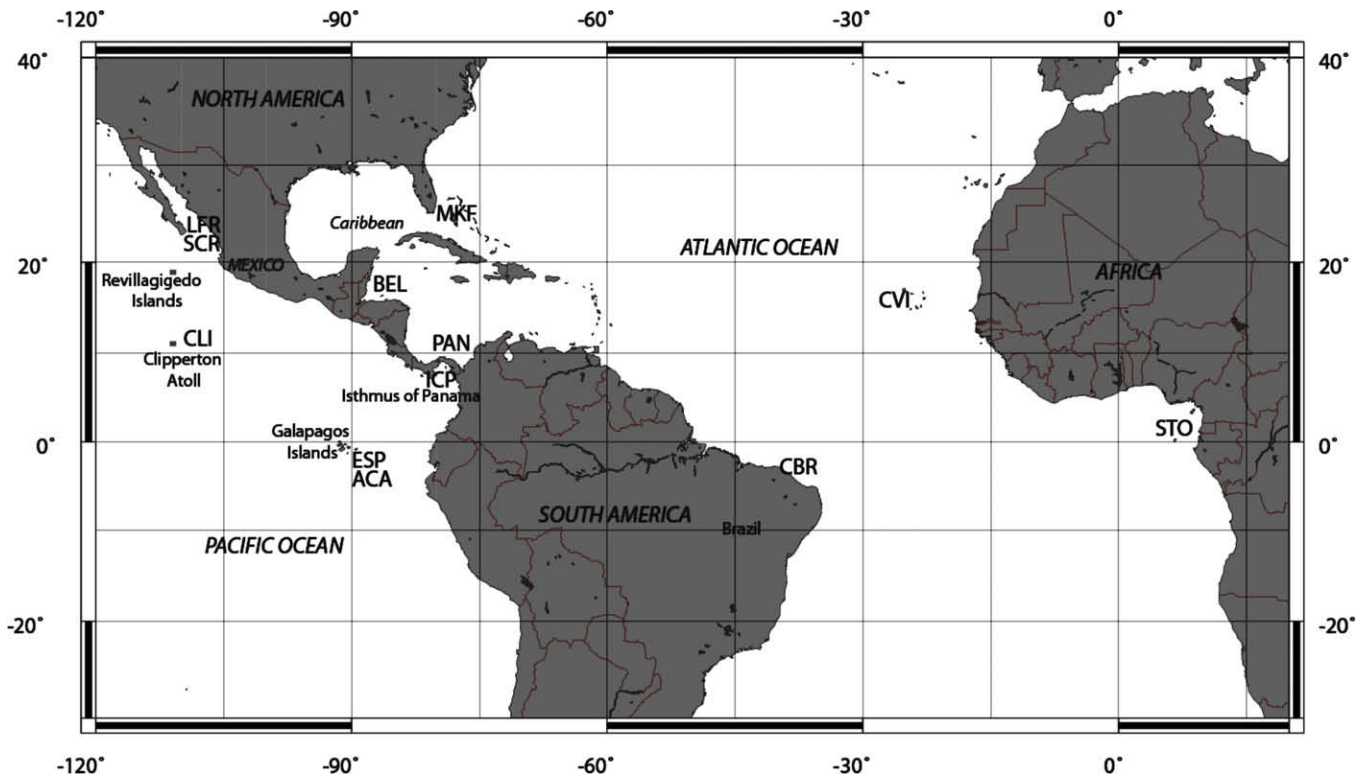 -120° -90° -60° -30° 0°
40° 40°
NORTH AMERICA
MKF
Caribbean
LFR
SCR
ATLANTIC OCEAN
MEXICO
AFRICA
20° 20°
Revillagigedo
Islands
BEL
CVI
CLI
Clipperton
Atoll
PAN
ICP
Isthmus of Panama
Galapagos
Islands
STO
0° 0°
ESP
ACA
CBR
SOUTH AMERICA
Brazil
PACIFIC OCEAN
-20° -20°
-120° -90° -60° -30° 0°